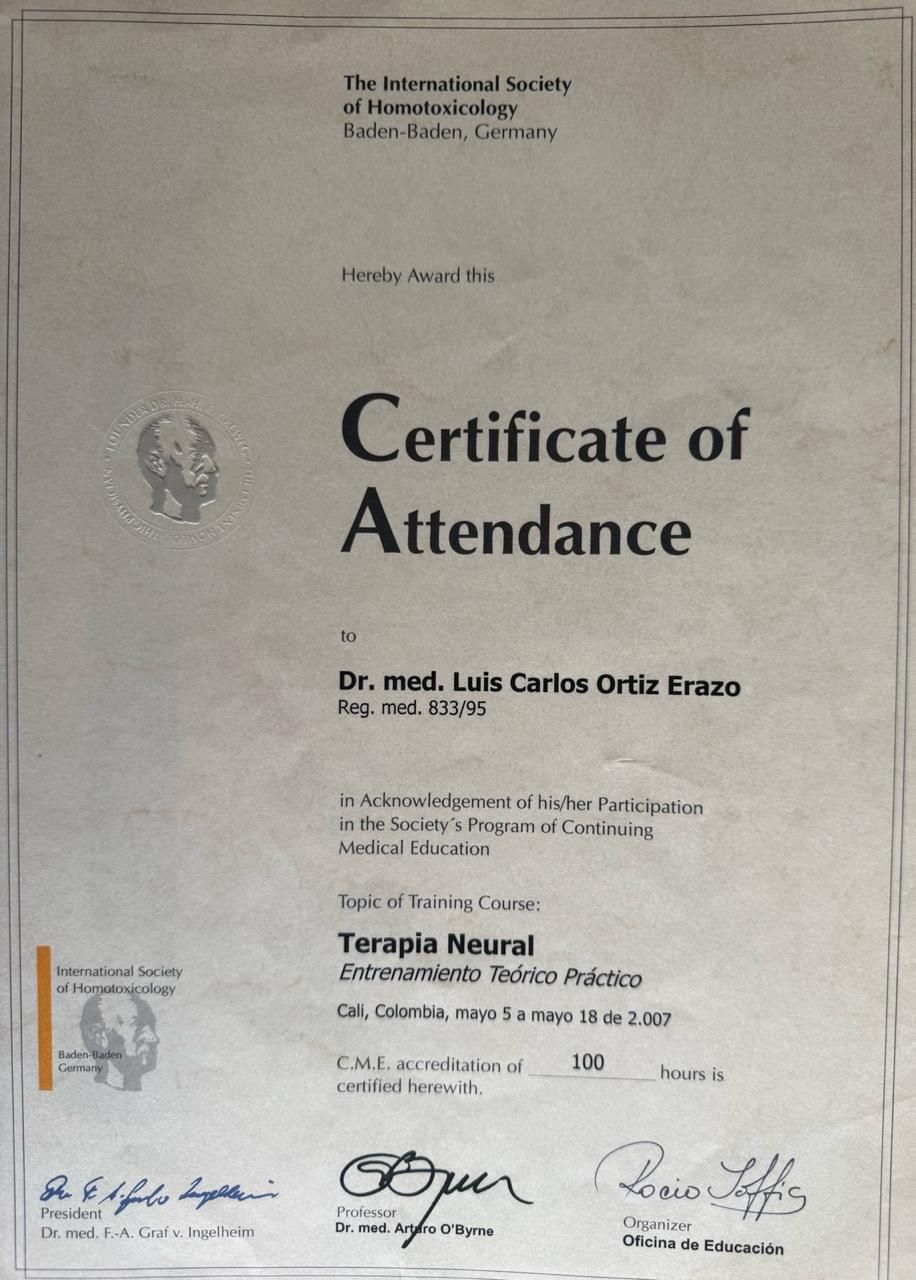 The International Society
of Homotoxicology
Baden-Baden, Germany
Hereby Award this
Certificate of
Attendance
to
Dr. med. Luis Carlos Ortiz Erazo
Reg. med. 833/95
in Acknowledgement of his/her Participation
in the Society´s Program of Continuing
Medical Education
Topic of Training Course:
Terapia Neural
Entrenamiento Teórico Práctico
Cali, Colombia, mayo 5 a mayo 18 de 2.007
C.M.E. accreditation of 100 hours is
certified herewith.
International Society
of Homotoxicology
Baden-Baden
Germany
President
Dr. med. F.-A. Graf v. Ingelheim
Professor
Dr. med. Arturo O'Byrne
Rocio
Organizer
Oficina de Educación